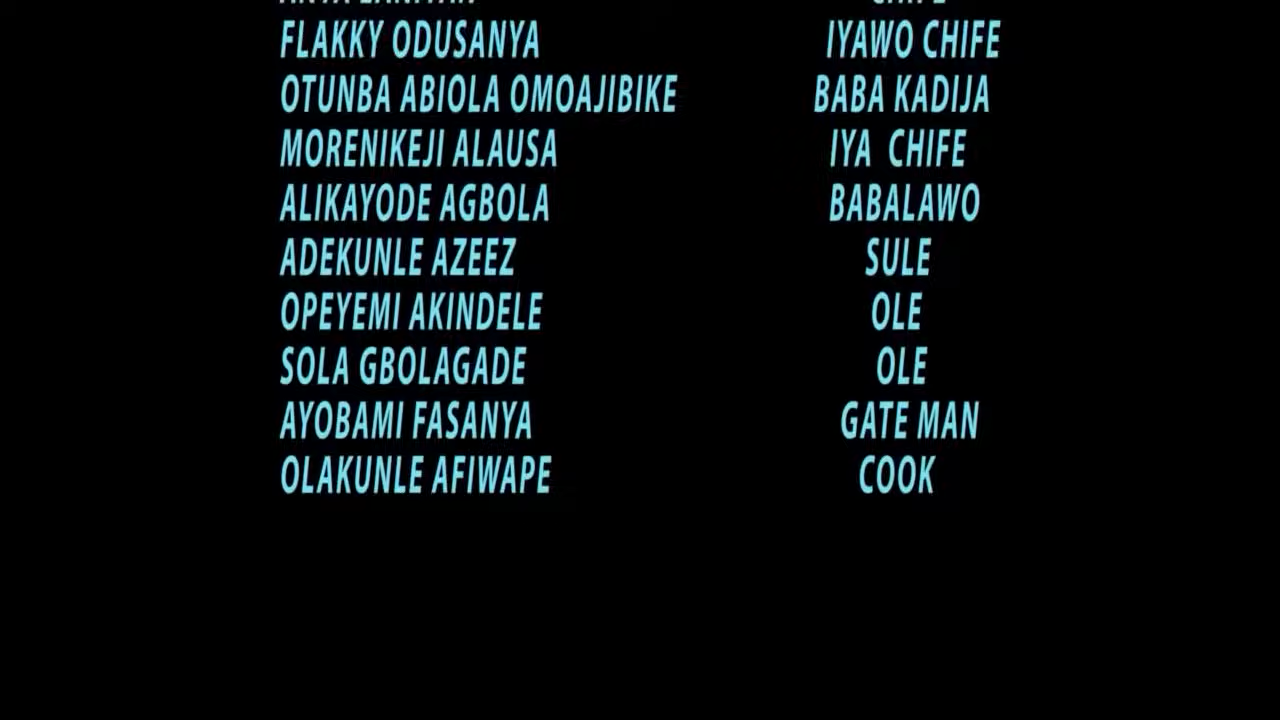 FLAKKY ODUSANYA IYAWO CHIFE
OTUNBA ABIOLA OMOAJIBIKE BABA KADIJA
MORENIKEJI ALAUSA IYA CHIFE
ALIKAYODE AGBOLA BABALAWO
ADEKUNLE AZEEZ SULE
OPEYEMI AKINDELE OLE
SOLA GBOLAGADE OLE
AYOBAMI FASANYA GATE MAN
OLAKUNLE AFIWAPE COOK